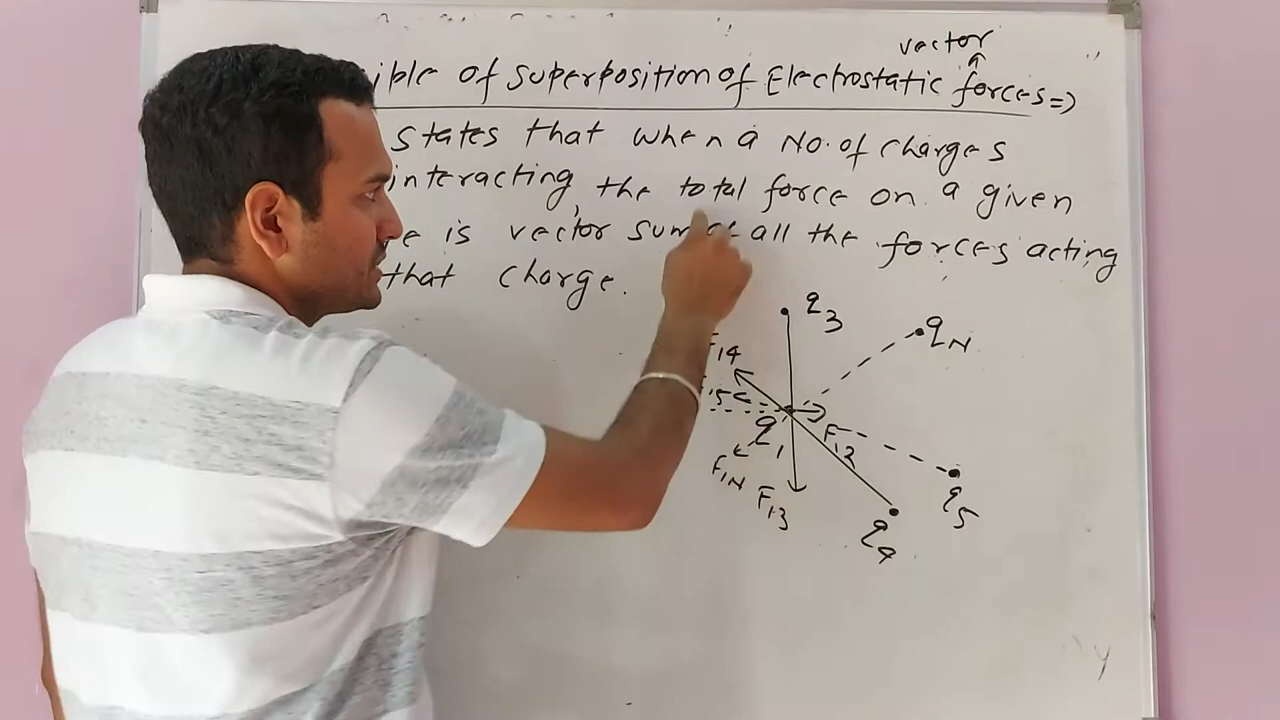 vector
ible of superposition of Electrostatic forces=>
states that when a No. of charges
interacting, the total force on a given
e is vector sum all the forces acting
that charge.
q3
qN
F14
q1
F12
F1N
F13
q5
q4